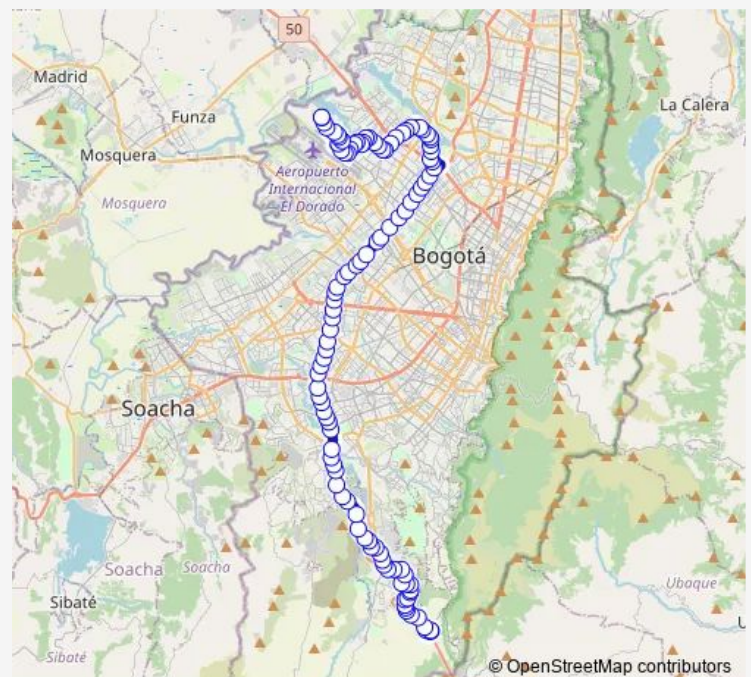 50
Madrid
Funza
La Calera
Mosquera
Aeropuerto
Internacional
El Dorado
Mosquera
Bogotá
Soacha
Soacha
Soacha
Ubaque
Sibaté
Sibaté
© OpenStreetMap contributors